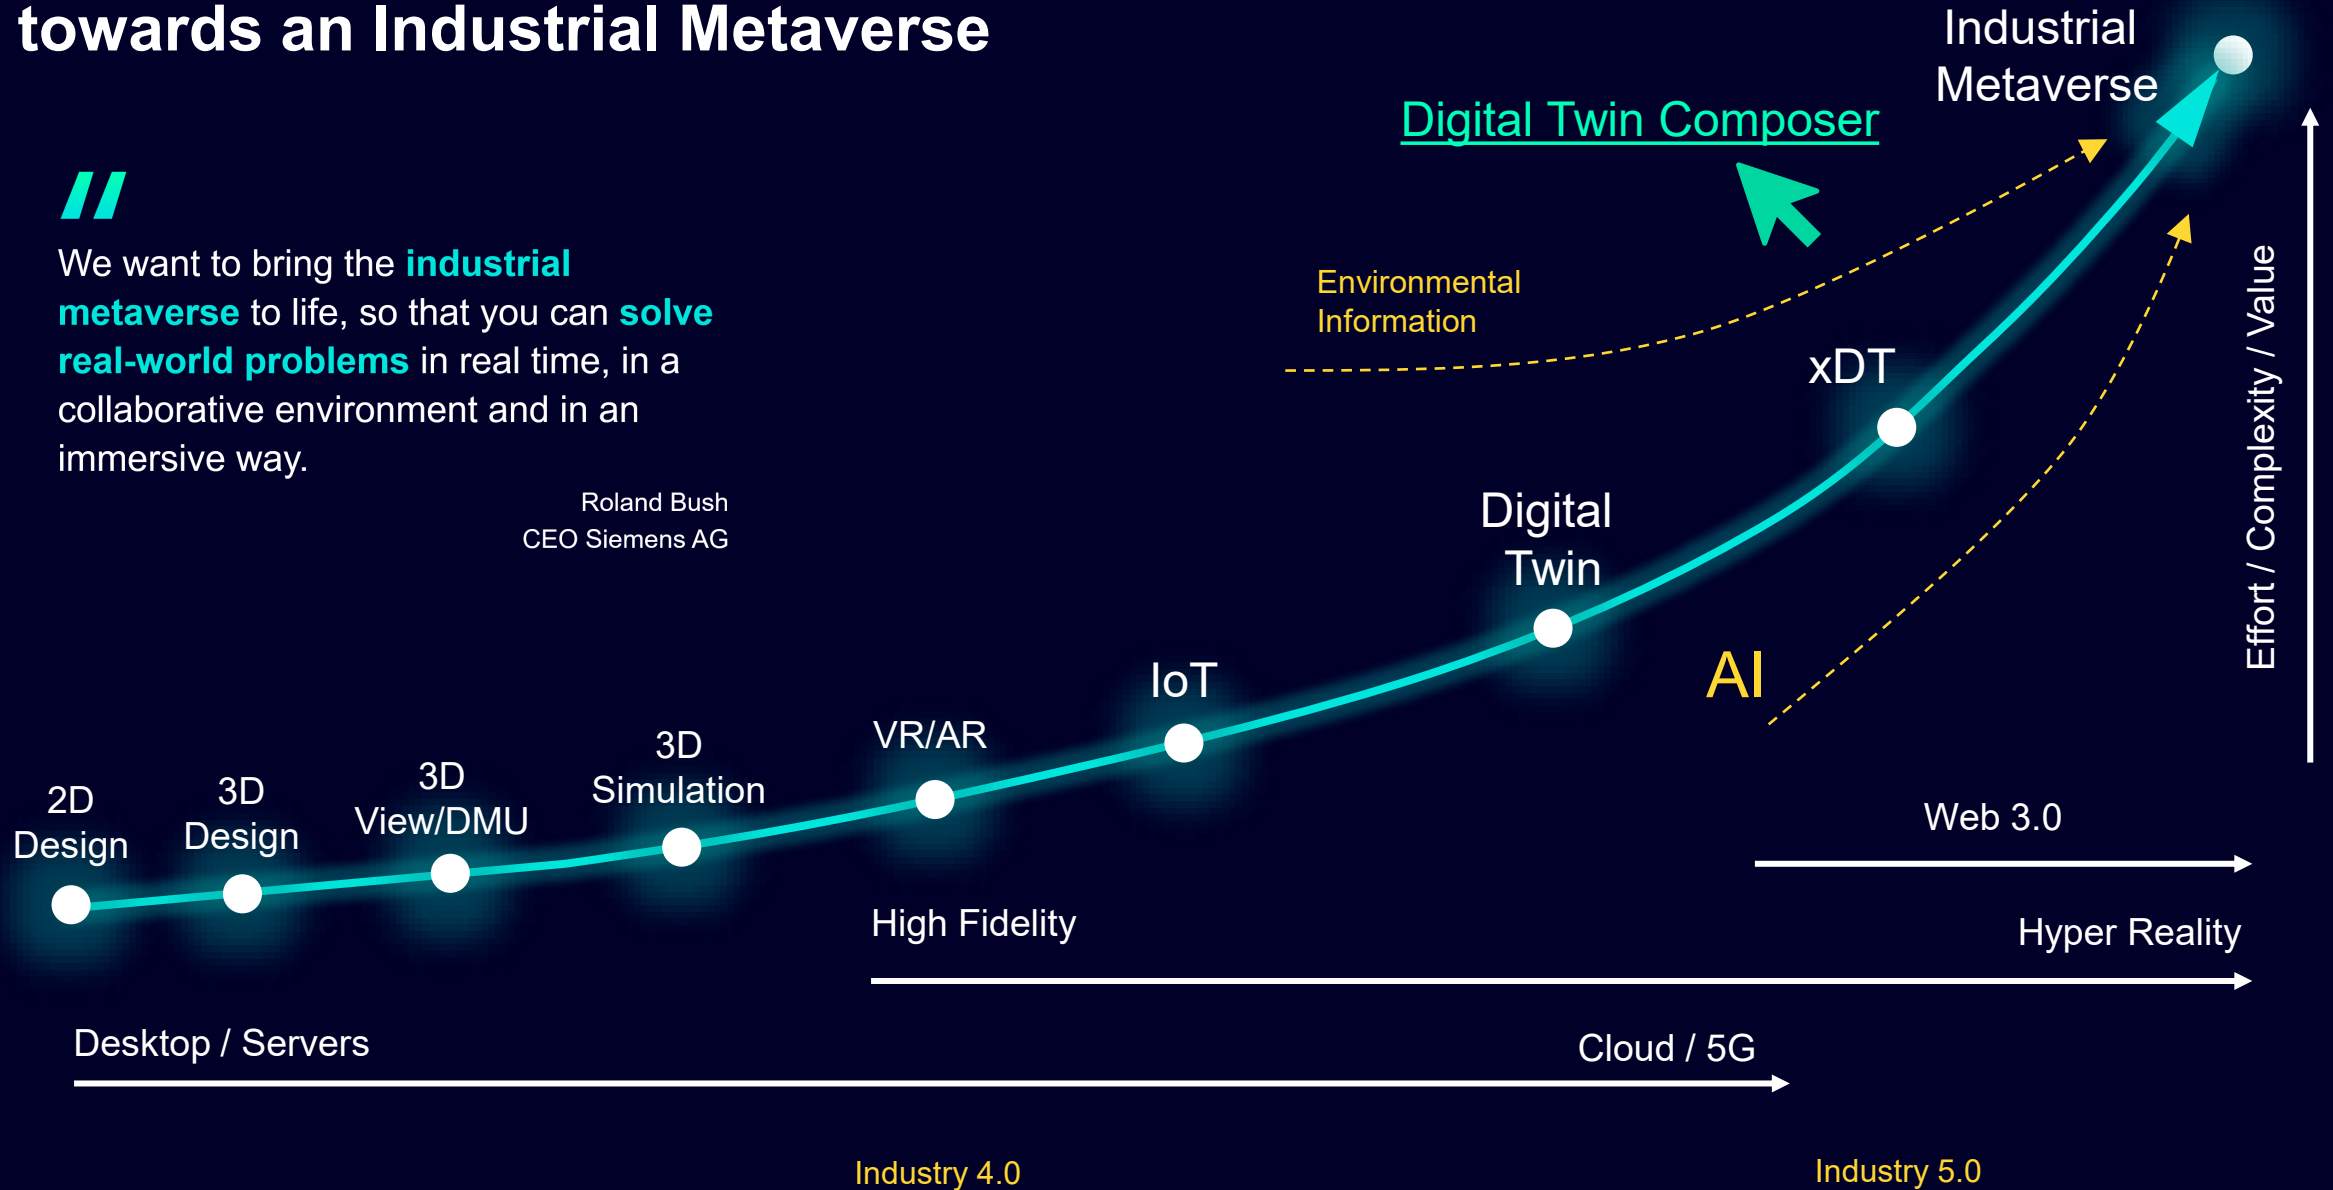 towards an Industrial Metaverse
We want to bring the industrial
metaverse to life, so that you can solve
real-world problems in real time, in a
collaborative environment and in an
immersive way.
Roland Bush
CEO Siemens AG
Industrial
Metaverse
Digital Twin Composer
Environmental
Information
xDT
Digital
Twin
AI
IoT
VR/AR
3D
Simulation
3D
View/DMU
3D
Design
2D
Design
Effort / Complexity / Value
Web 3.0
High Fidelity
Hyper Reality
Desktop / Servers
Cloud / 5G
Industry 4.0
Industry 5.0